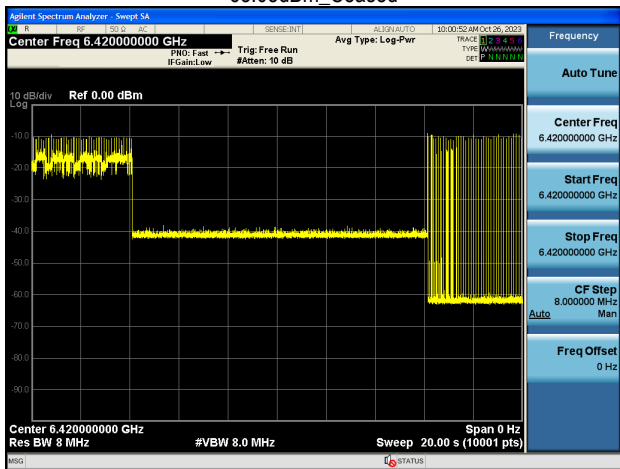 Agilent Spectrum Analyzer - Swept SA
R RF 50 Ω AC SENSE:INT ALIGNAUTO 10:00:52 AM Oct 26, 2023
Center Freq 6.420000000 GHz
PNO: Fast
IFGain:Low
Trig: Free Run
#Atten: 10 dB
Avg Type: Log-Pwr
TRACE 1 2 3 4 5 6
TYPE WWWWWW
DET P N N N N N
10 dB/div Ref 0.00 dBm
Log
-10.0
-20.0
-30.0
-40.0
-50.0
-60.0
-70.0
-80.0
-90.0
Center 6.420000000 GHz Span 0 Hz
Res BW 8 MHz #VBW 8.0 MHz Sweep 20.00 s (10001 pts)
MSG STATUS
Frequency
Auto Tune
Center Freq
6.420000000 GHz
Start Freq
6.420000000 GHz
Stop Freq
6.420000000 GHz
CF Step
8.000000 MHz
Auto Man
Freq Offset
0 Hz